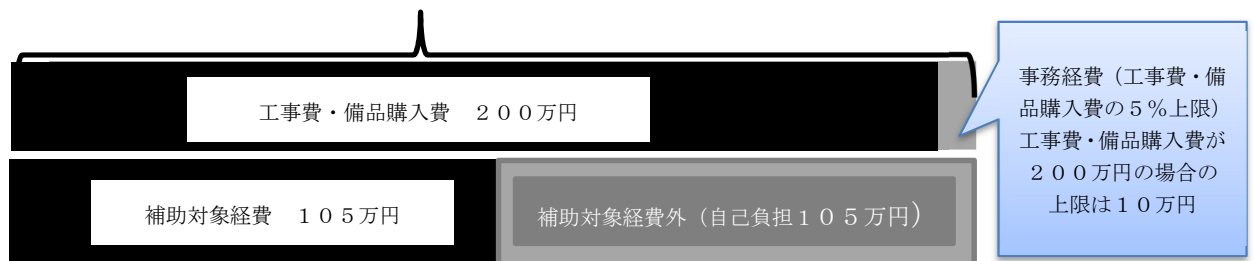 工事費・備品購入費　２００万円
事務経費（工事費・備
品購入費の５％上限）
工事費・備品購入費が
２００万円の場合の
上限は１０万円
補助対象経費　１０５万円
補助対象経費外（自己負担１０５万円）